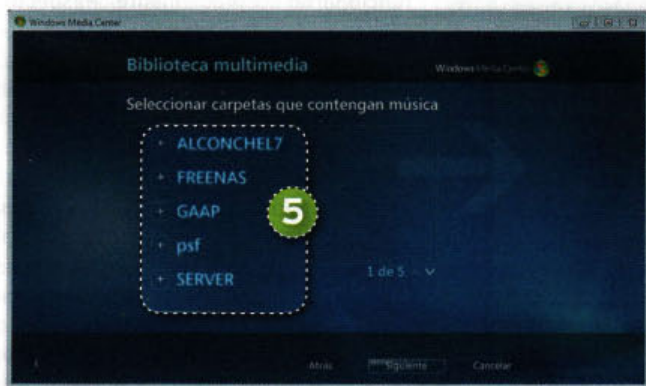 Windows Media Center
Biblioteca multimedia
Windows Media Center
Seleccionar carpetas que contengan música
+ ALCONCHEL7
+ FREENAS
+ GAAP
5
+ psf
+ SERVER
1 de 5
Atrás Siguiente Cancelar